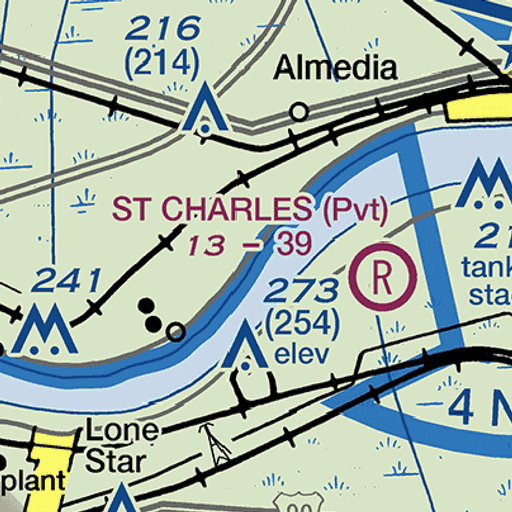 216
(214)
Almedia
ST CHARLES (Pvt)
13 – 39
R
241
273
(254)
elev
21
tank
sta
4 N
Lone
Star
plant